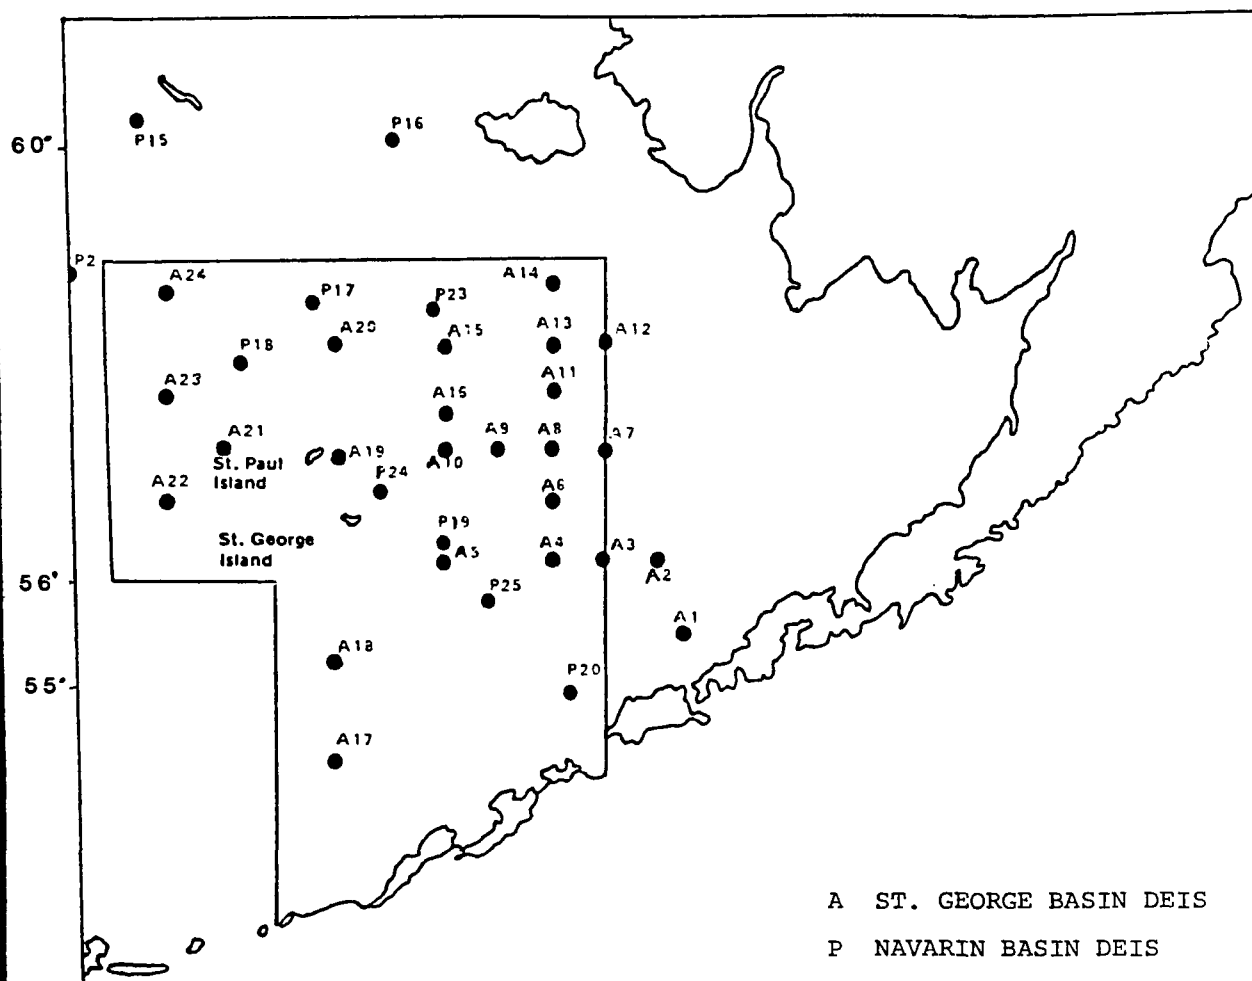 P16
60°
P15
P2
A24
A14
P17
P23
A20
A15
A13
A12
P18
A23
A11
A15
A21
A9
A8
A7
St. Paul
Island
A19
A10
P24
A22
A6
St. George
Island
P19
A5
A4
A3
A2
56°
P25
A1
A18
P20
55°
A17
A ST. GEORGE BASIN DEIS
P NAVARIN BASIN DEIS